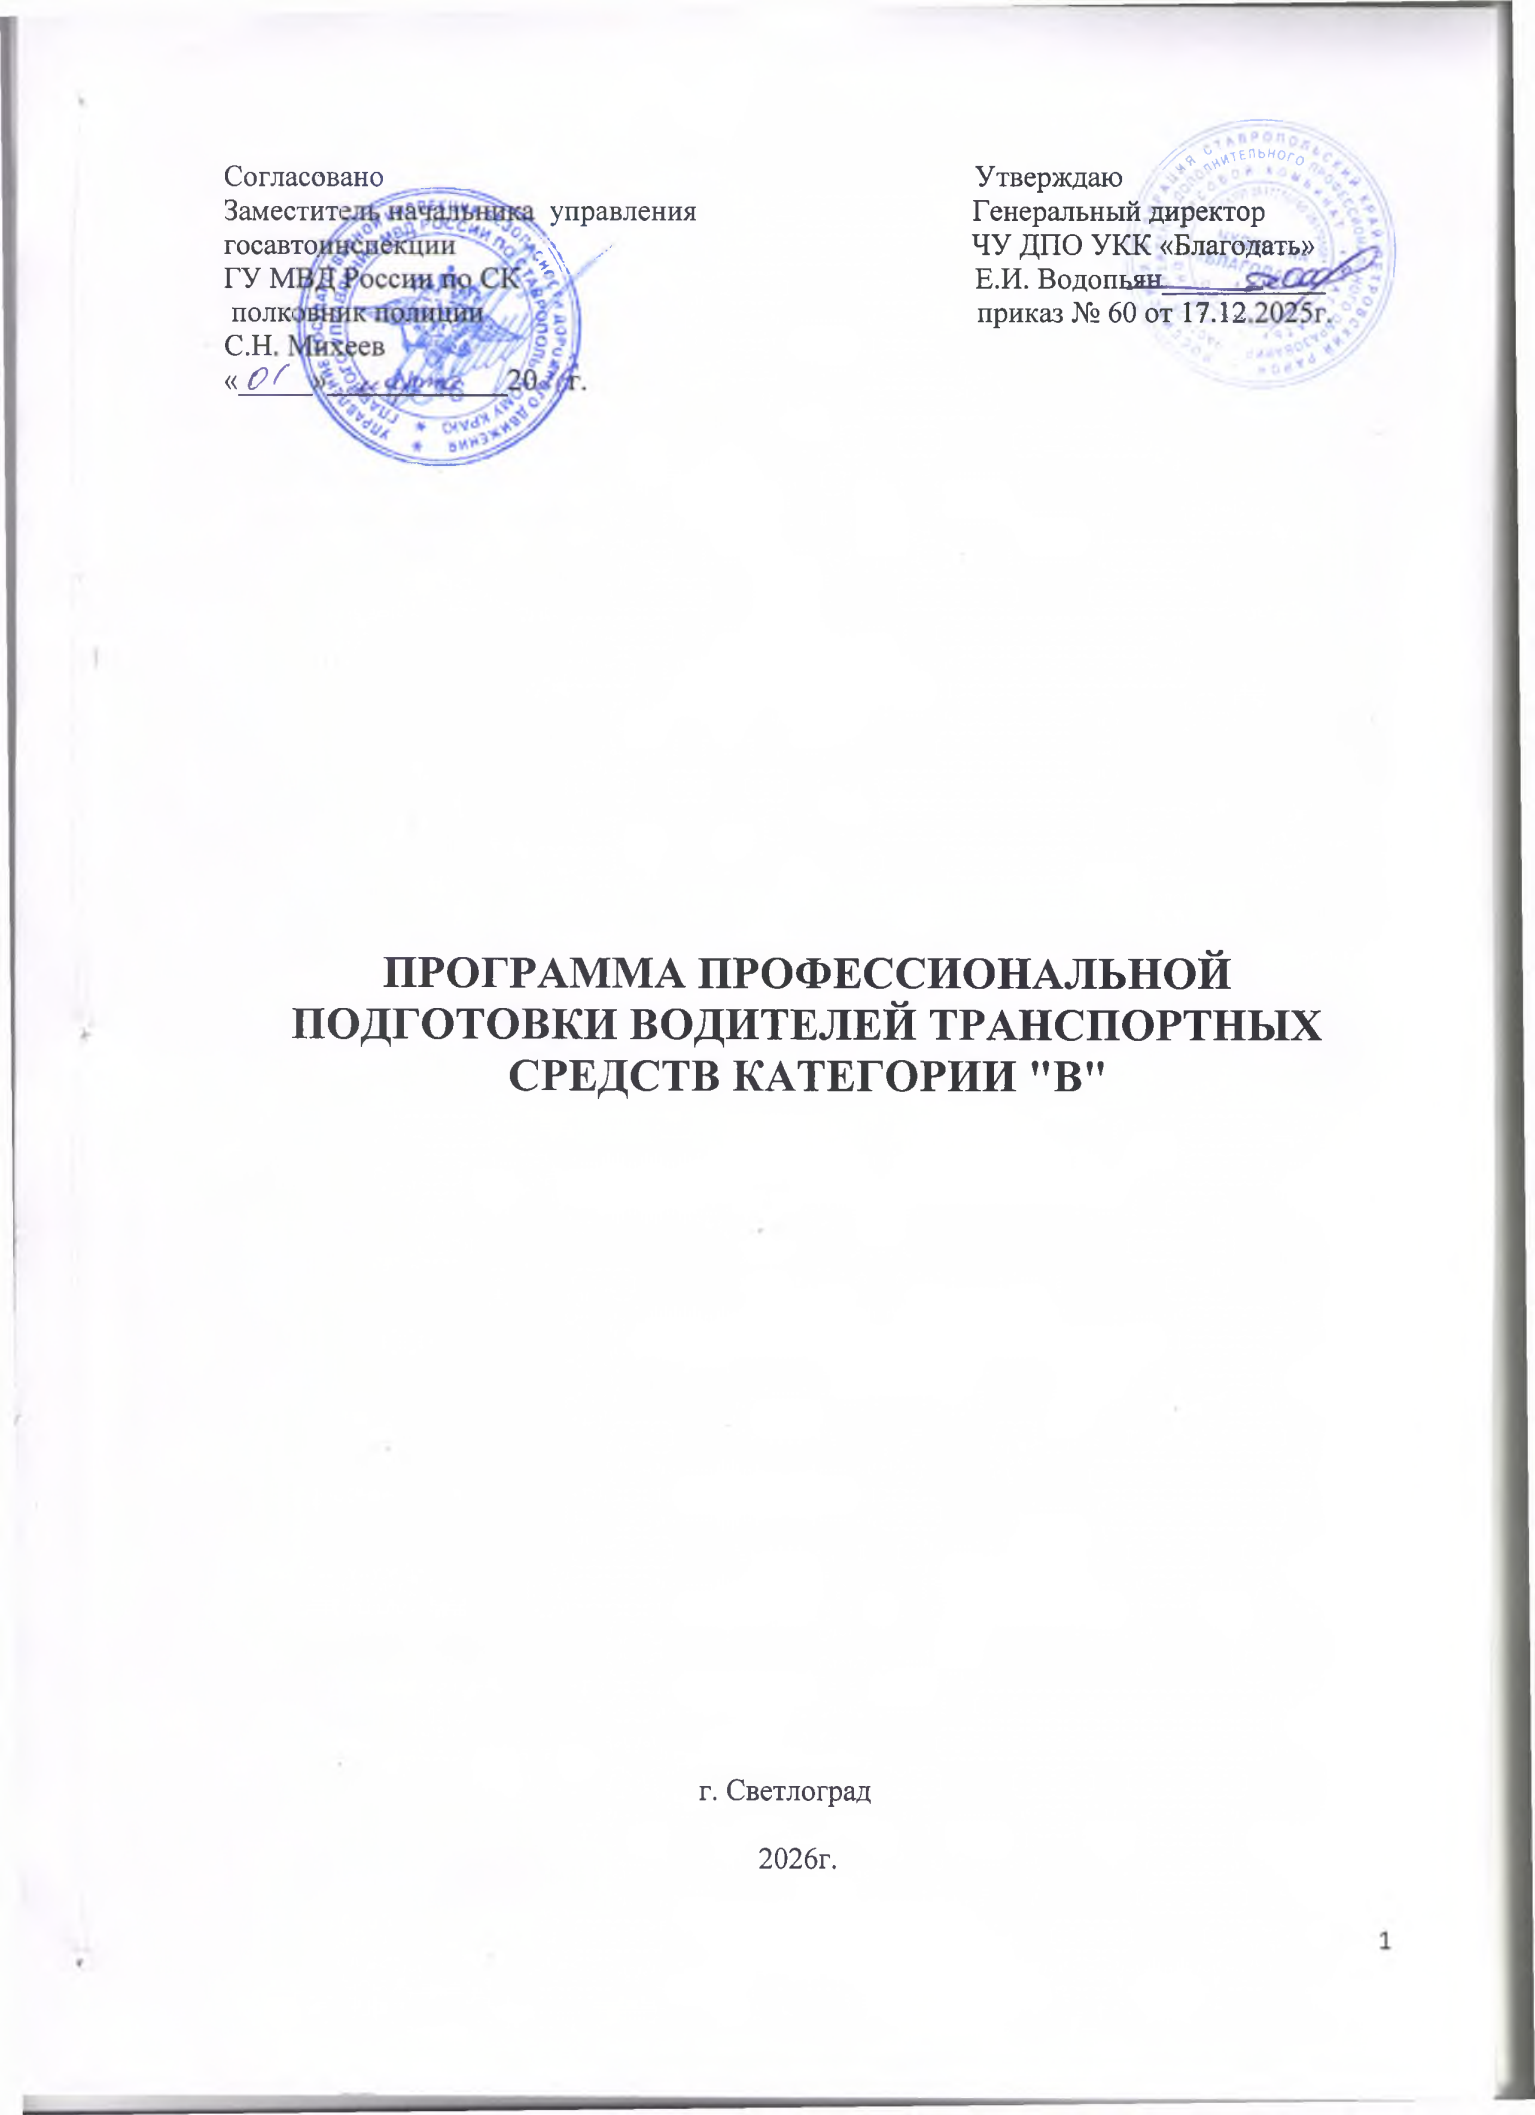 Согласовано
Заместитель начальника управления
госавтоинспекции
ГУ МВД России по СК
полковник полиции
С.Н. Михеев
«01» марта 20 г.
Утверждаю
Генеральный директор
ЧУ ДПО УКК «Благодать»
Е.И. Водопьян
приказ № 60 от 17.12.2025г.
ПРОГРАММА ПРОФЕССИОНАЛЬНОЙ
ПОДГОТОВКИ ВОДИТЕЛЕЙ ТРАНСПОРТНЫХ
СРЕДСТВ КАТЕГОРИИ "В"
г. Светлоград
2026г.
1